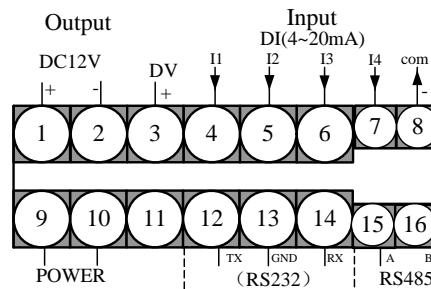 Output Input
DC12V DV DI(4~20mA)
I1 I2 I3 I4 com
+ - + -
1 2 3 4 5 6 7 8
9 10 11 12 13 14 15 16
TX GND RX A B
POWER (RS232) RS485